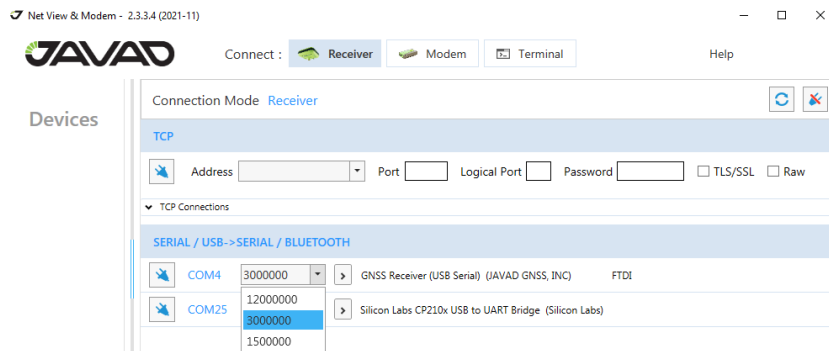 Net View & Modem - 2.3.3.4 (2021-11)
JAVAD Connect : Receiver Modem Terminal Help
Devices
Connection Mode Receiver
TCP
Address Port Logical Port Password TLS/SSL Raw
TCP Connections
SERIAL / USB->SERIAL / BLUETOOTH
COM4 3000000 GNSS Receiver (USB Serial) (JAVAD GNSS, INC) FTDI
12000000
COM25 Silicon Labs CP210x USB to UART Bridge (Silicon Labs)
3000000
1500000